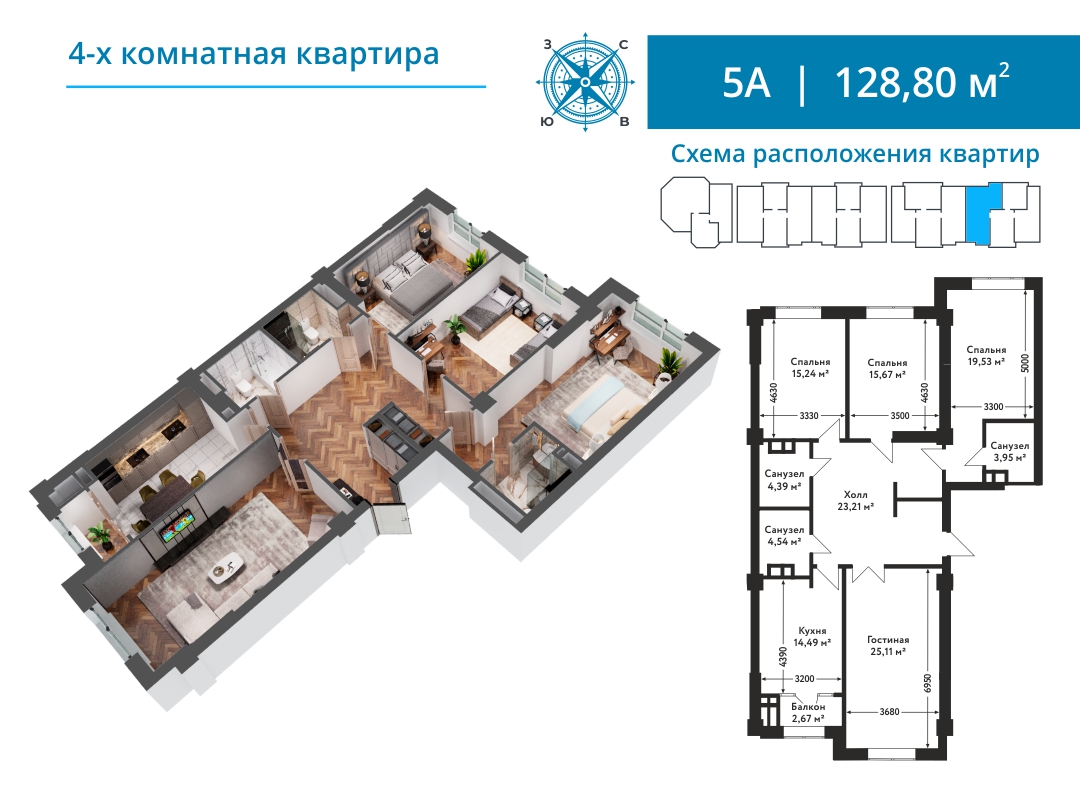 4-х комнатная квартира
З
С
Ю
В
5А | 128,80 м²
Схема расположения квартир
Спальня
15,24 м²
4630
3330
Спальня
15,67 м²
4630
3500
Спальня
19,53 м²
5000
3300
Санузел
3,95 м²
Санузел
4,39 м²
Холл
23,21 м²
Санузел
4,54 м²
Кухня
14,49 м²
4390
3200
Гостиная
25,11 м²
6950
3680
Балкон
2,67 м²